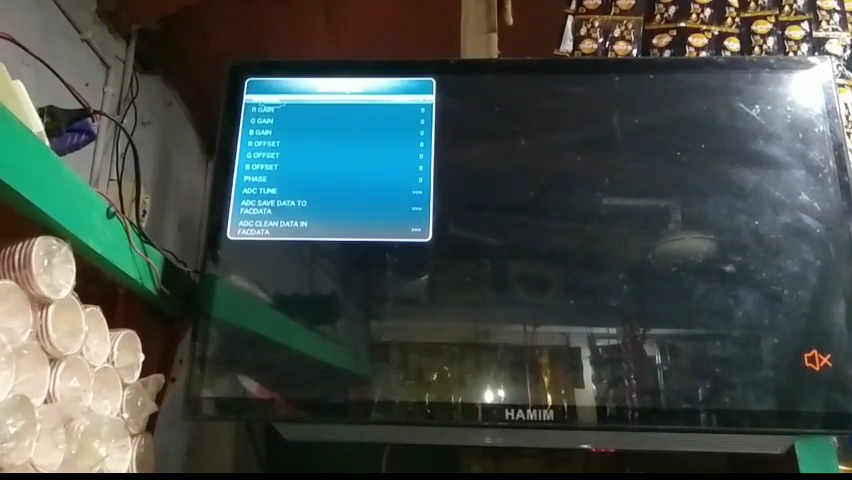 R GAIN 0
G GAIN 0
B GAIN 0
R OFFSET 0
G OFFSET 0
B OFFSET 0
PHASE 0
ADC TUNE >>>
ADC SAVE DATA TO
FACDATA >>>
ADC CLEAN DATA IN
FACDATA >>>
HAMIM